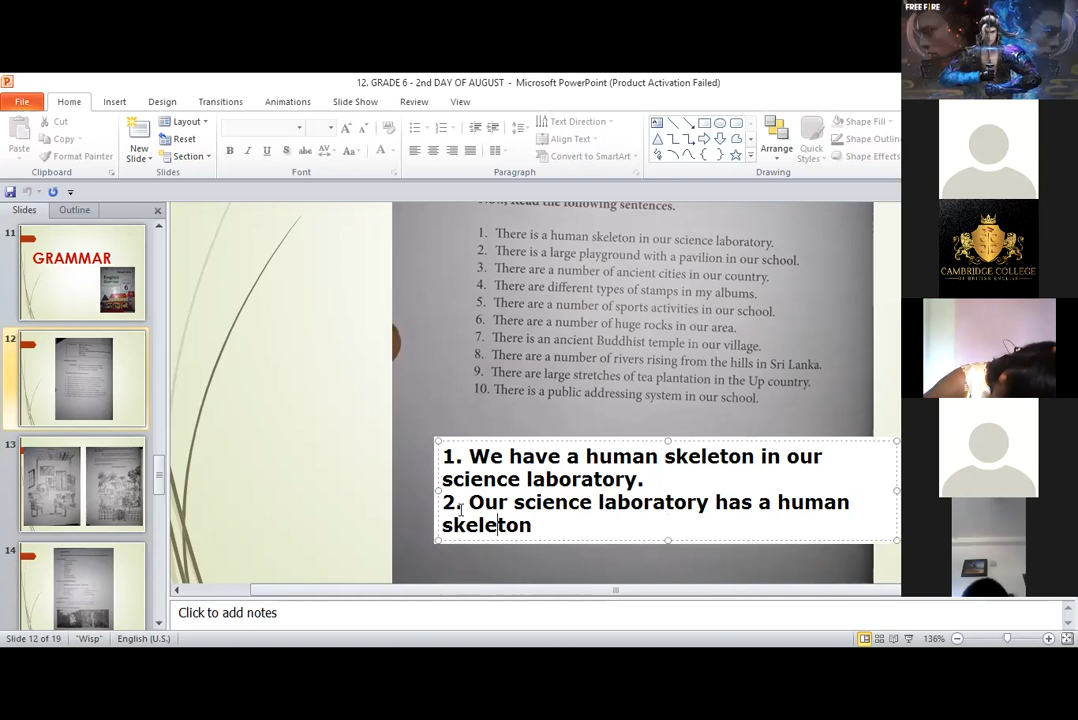 FREE FIRE
12. GRADE 6 - 2nd DAY OF AUGUST - Microsoft PowerPoint (Product Activation Failed)
File Home Insert Design Transitions Animations Slide Show Review View
Cut
Copy
Format Painter
Paste
Clipboard
New
Slide
Layout
Reset
Section
Slides
Font
Text Direction
Align Text
Convert to SmartArt
Paragraph
Arrange
Quick
Styles
Shape Fill
Shape Outline
Shape Effects
Drawing
Slides Outline
11
GRAMMAR
English
6
12
13
14
Now, Read the following sentences.
1. There is a human skeleton in our science laboratory.
2. There is a large playground with a pavilion in our school.
3. There are a number of ancient cities in our country.
4. There are different types of stamps in my albums.
5. There are a number of sports activities in our school.
6. There are a number of huge rocks in our area.
7. There is an ancient Buddhist temple in our village.
8. There are a number of rivers rising from the hills in Sri Lanka.
9. There are large stretches of tea plantation in the Up country.
10. There is a public addressing system in our school.
1. We have a human skeleton in our
science laboratory.
2. Our science laboratory has a human
skeleton
CAMBRIDGE COLLEGE
OF BRITISH ENGLISH
Click to add notes
Slide 12 of 19 "Wisp" English (U.S.) 136%